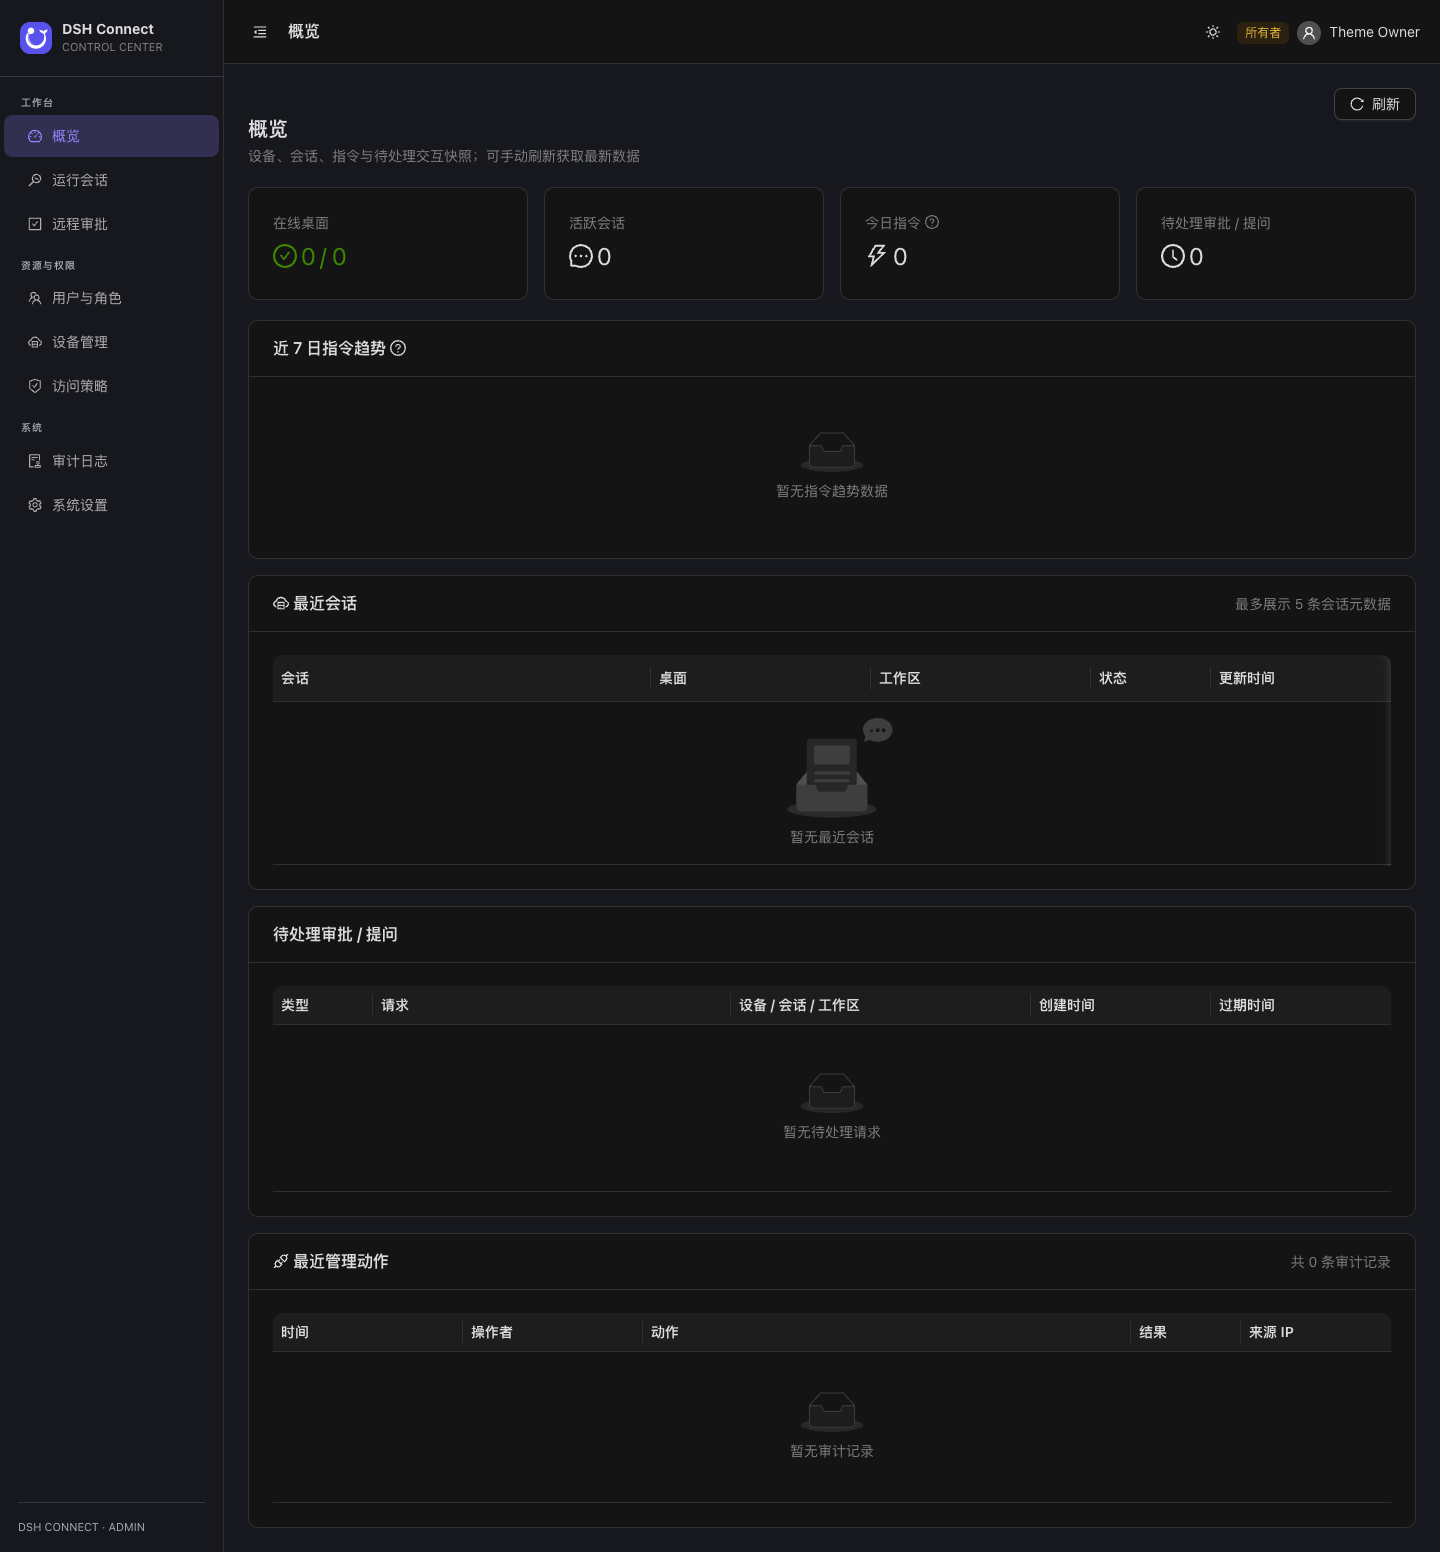 DSH Connect
CONTROL CENTER
工作台
概览
运行会话
远程审批
资源与权限
用户与角色
设备管理
访问策略
系统
审计日志
系统设置
DSH CONNECT · ADMIN
概览
所有者
Theme Owner
刷新
概览
设备、会话、指令与待处理交互快照；可手动刷新获取最新数据
在线桌面
0 / 0
活跃会话
0
今日指令
0
待处理审批 / 提问
0
近 7 日指令趋势
暂无指令趋势数据
最近会话
最多展示 5 条会话元数据
会话 桌面 工作区 状态 更新时间
暂无最近会话
待处理审批 / 提问
类型 请求 设备 / 会话 / 工作区 创建时间 过期时间
暂无待处理请求
最近管理动作
共 0 条审计记录
时间 操作者 动作 结果 来源 IP
暂无审计记录